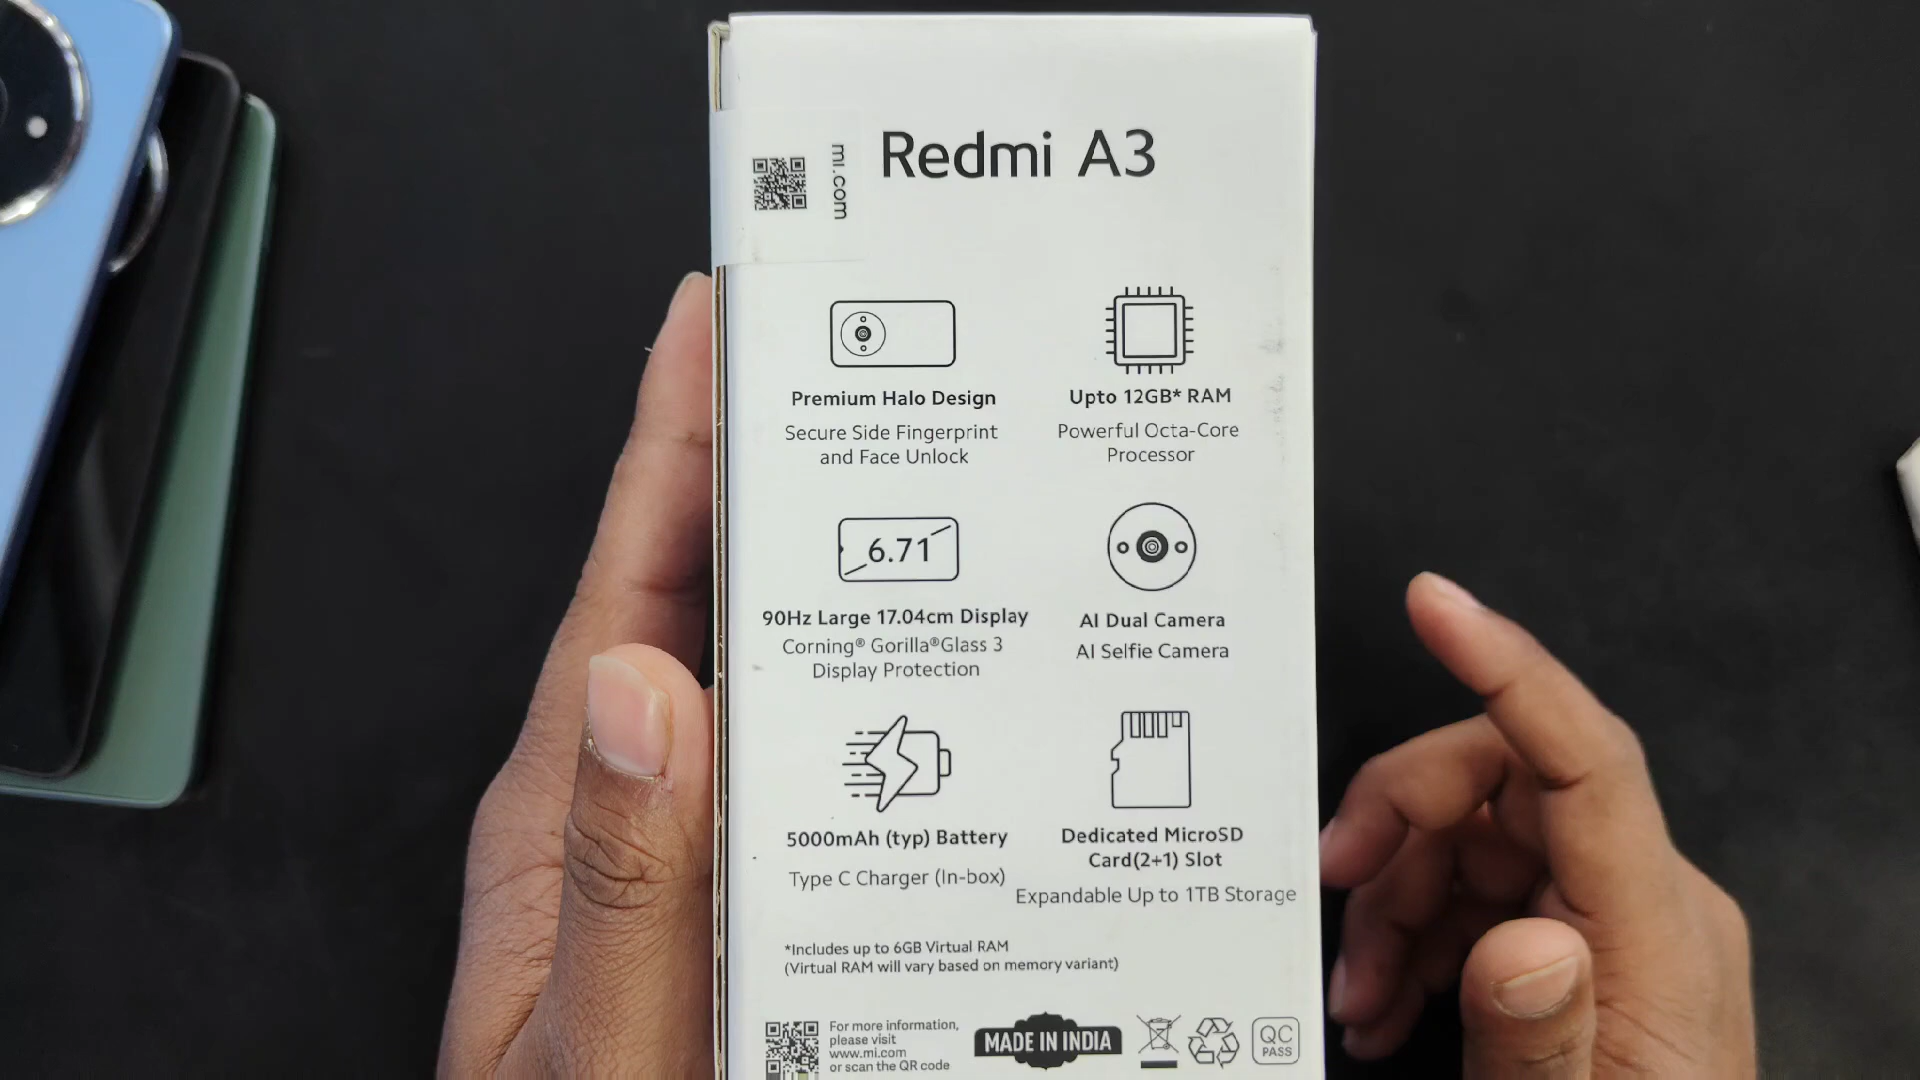 mi.com
Redmi A3
Premium Halo Design
Secure Side Fingerprint
and Face Unlock
Upto 12GB* RAM
Powerful Octa-Core
Processor
6.71
90Hz Large 17.04cm Display
Corning® Gorilla®Glass 3
Display Protection
AI Dual Camera
AI Selfie Camera
5000mAh (typ) Battery
Type C Charger (In-box)
Dedicated MicroSD
Card(2+1) Slot
Expandable Up to 1TB Storage
*Includes up to 6GB Virtual RAM
(Virtual RAM will vary based on memory variant)
For more information,
please visit
www.mi.com
or scan the QR code
MADE IN INDIA
QC
PASS